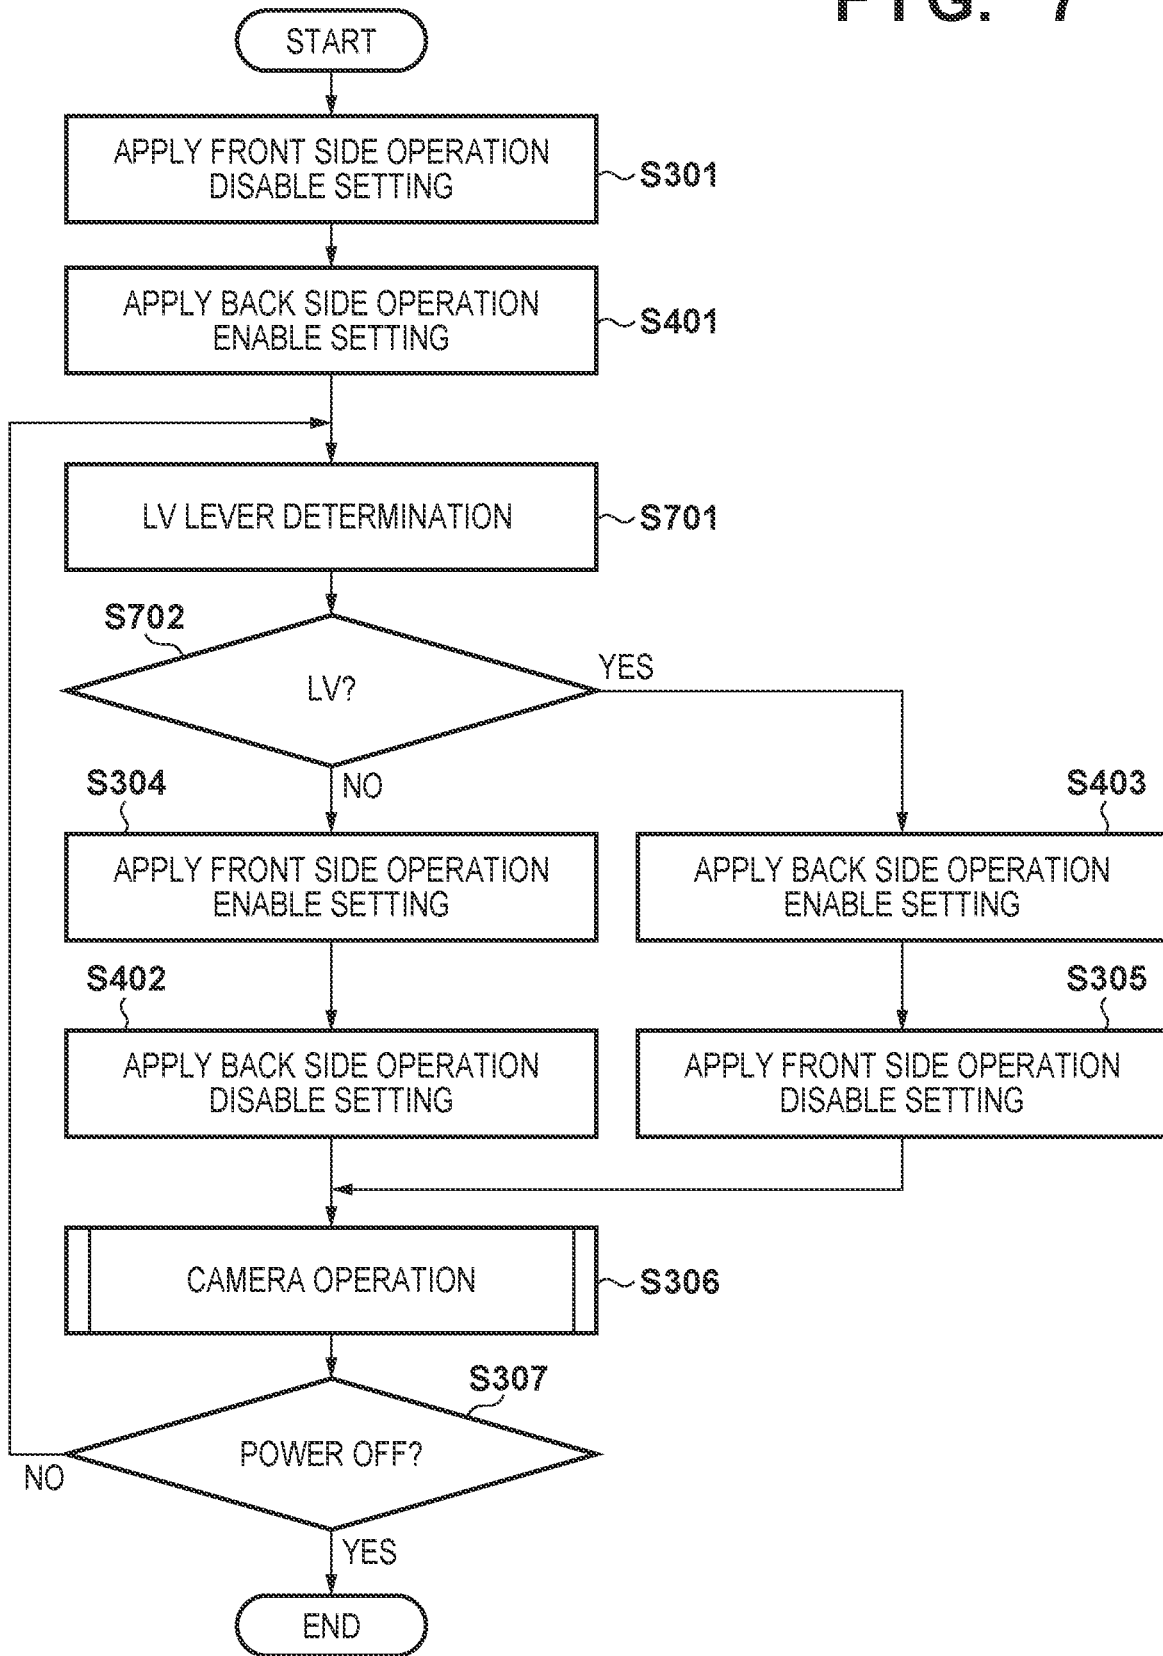 FIG. 7
START
APPLY FRONT SIDE OPERATION
DISABLE SETTING
S301
APPLY BACK SIDE OPERATION
ENABLE SETTING
S401
LV LEVER DETERMINATION
S701
S702
LV?
YES
NO
S304
APPLY FRONT SIDE OPERATION
ENABLE SETTING
S403
APPLY BACK SIDE OPERATION
ENABLE SETTING
S402
APPLY BACK SIDE OPERATION
DISABLE SETTING
S305
APPLY FRONT SIDE OPERATION
DISABLE SETTING
CAMERA OPERATION
S306
S307
POWER OFF?
NO
YES
END